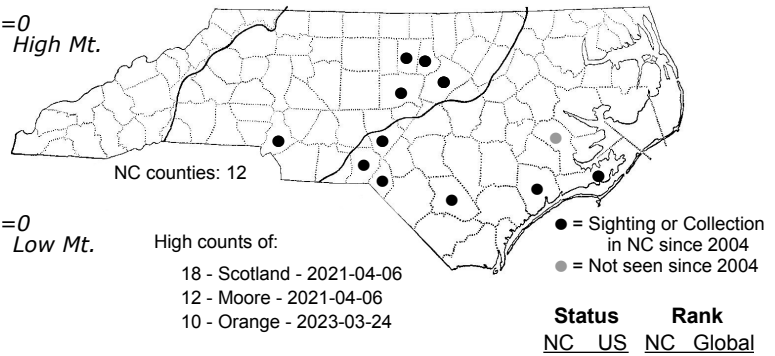 =0
High Mt.
NC counties: 12
=0
Low Mt.
High counts of:
18 - Scotland - 2021-04-06
12 - Moore - 2021-04-06
10 - Orange - 2023-03-24
= Sighting or Collection
in NC since 2004
= Not seen since 2004
Status Rank
NC US NC Global